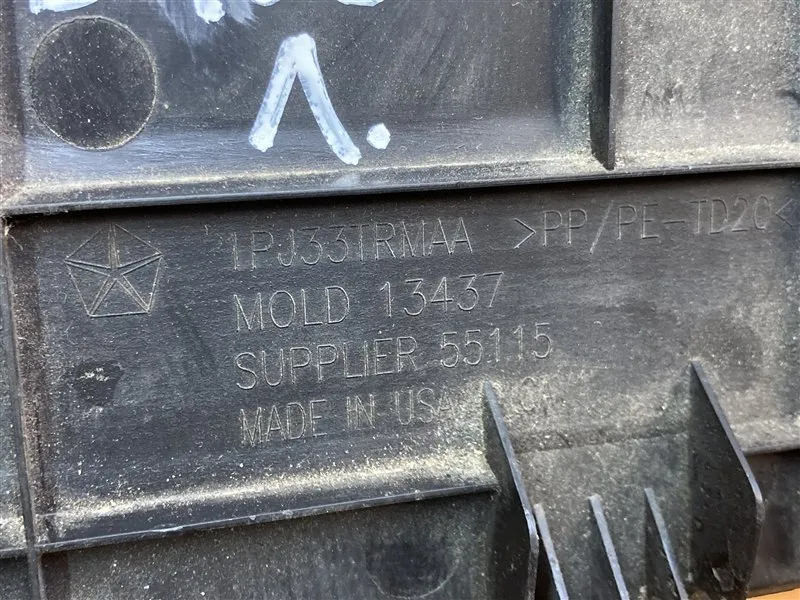 1PJ33TRMAA >PP/PE-TD20<
MOLD 13437
SUPPLIER 55115
MADE IN USA